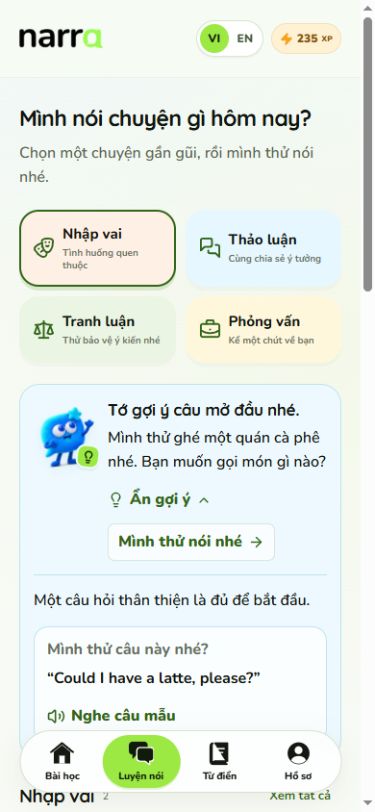 narra
VI EN 235 XP
Mình nói chuyện gì hôm nay?
Chọn một chuyện gần gũi, rồi mình thử nói
nhé.
Nhập vai
Tình huống quen
thuộc
Thảo luận
Cùng chia sẻ ý tưởng
Tranh luận
Thử bảo vệ ý kiến nhé
Phỏng vấn
Kể một chút về bạn
Tớ gợi ý câu mở đầu nhé.
Mình thử ghé một quán cà phê
nhé. Bạn muốn gọi món gì nào?
Ẩn gợi ý
Mình thử nói nhé
Một câu hỏi thân thiện là đủ để bắt đầu.
Mình thử câu này nhé?
“Could I have a latte, please?”
Nghe câu mẫu
Bài học
Luyện nói
Từ điển
Hồ sơ
Nhập vai 2
Xem tất cả